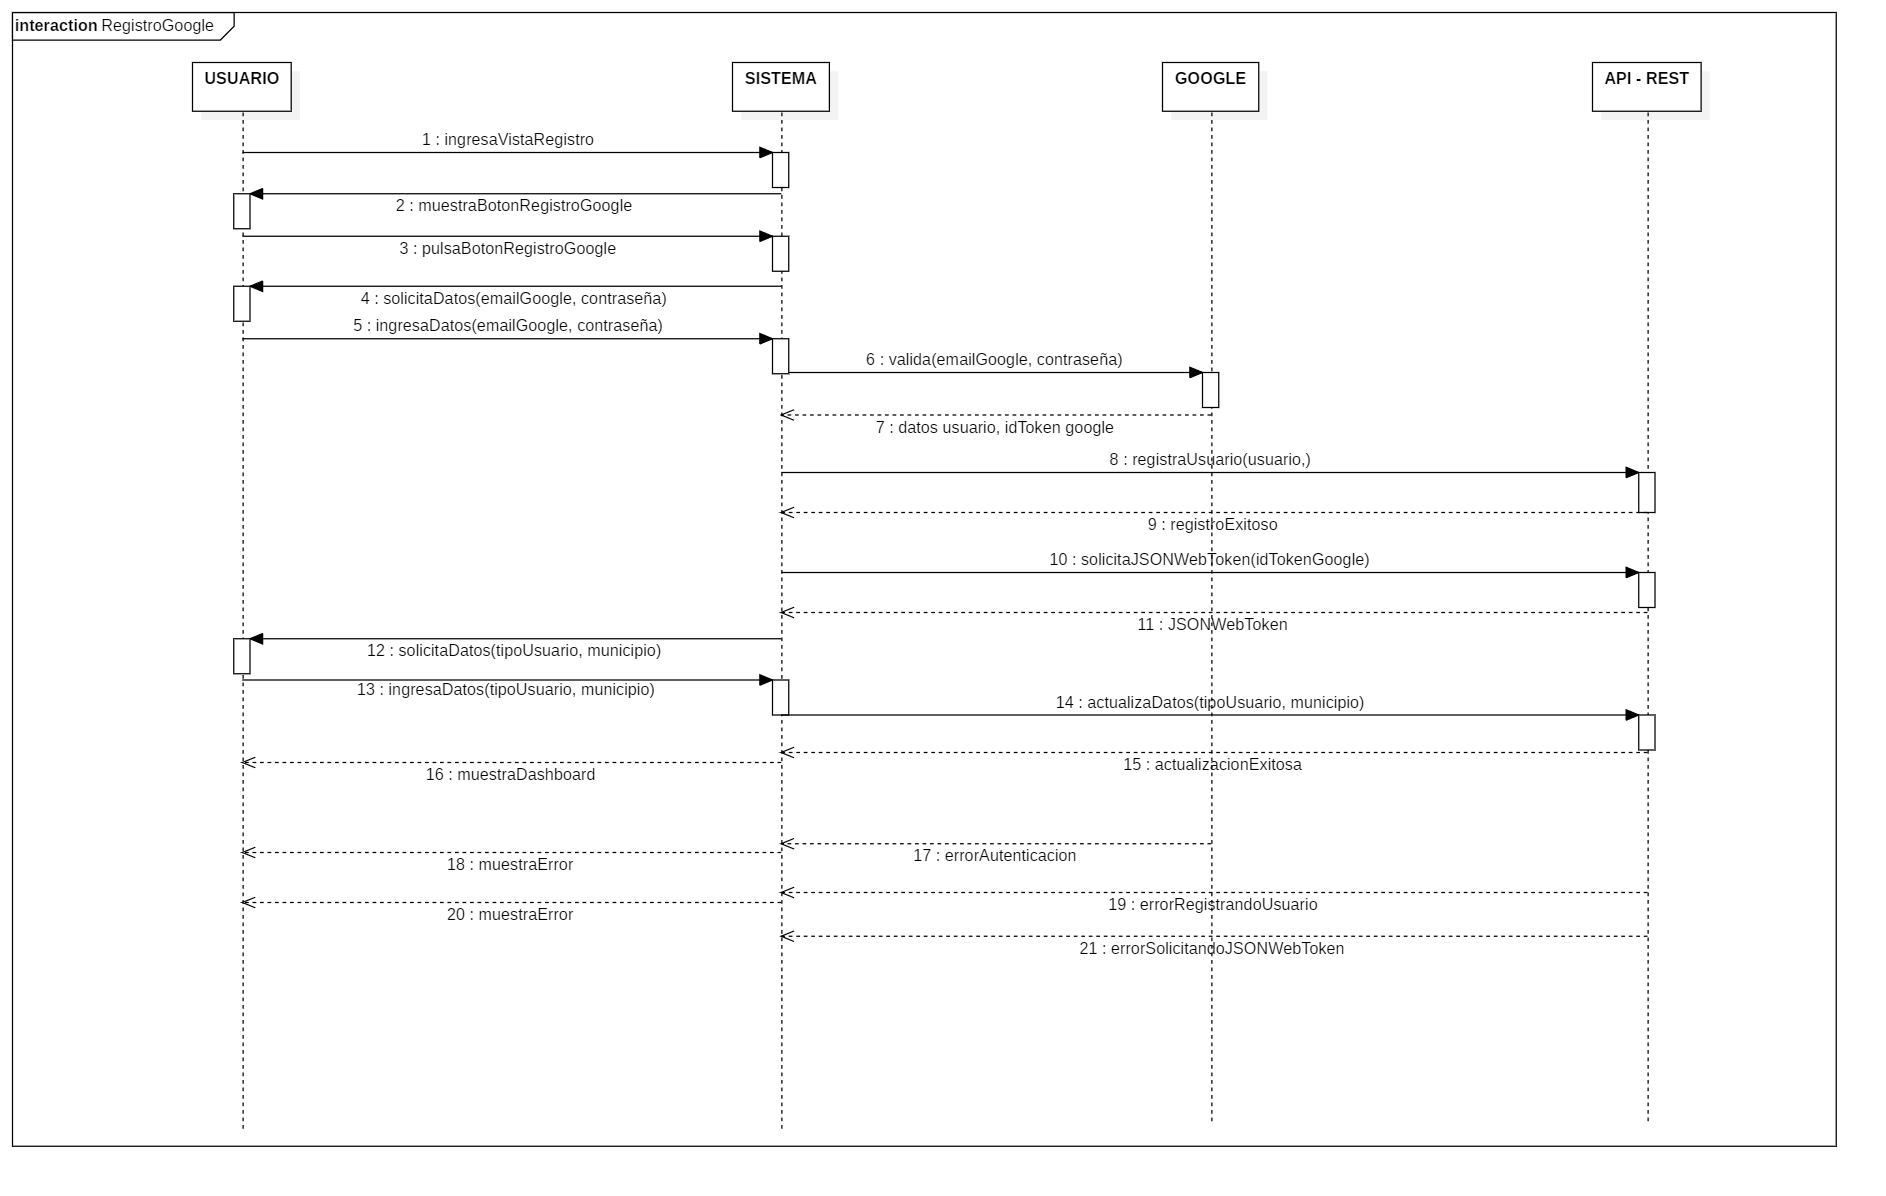 interaction RegistroGoogle
USUARIO
SISTEMA
GOOGLE
API - REST
1 : ingresaVistaRegistro
2 : muestraBotonRegistroGoogle
3 : pulsaBotonRegistroGoogle
4 : solicitaDatos(emailGoogle, contraseña)
5 : ingresaDatos(emailGoogle, contraseña)
6 : valida(emailGoogle, contraseña)
7 : datos usuario, idToken google
8 : registraUsuario(usuario,)
9 : registroExitoso
10 : solicitaJSONWebToken(idTokenGoogle)
11 : JSONWebToken
12 : solicitaDatos(tipoUsuario, municipio)
13 : ingresaDatos(tipoUsuario, municipio)
14 : actualizaDatos(tipoUsuario, municipio)
15 : actualizacionExitosa
16 : muestraDashboard
17 : errorAutenticacion
18 : muestraError
19 : errorRegistrandoUsuario
20 : muestraError
21 : errorSolicitandoJSONWebToken